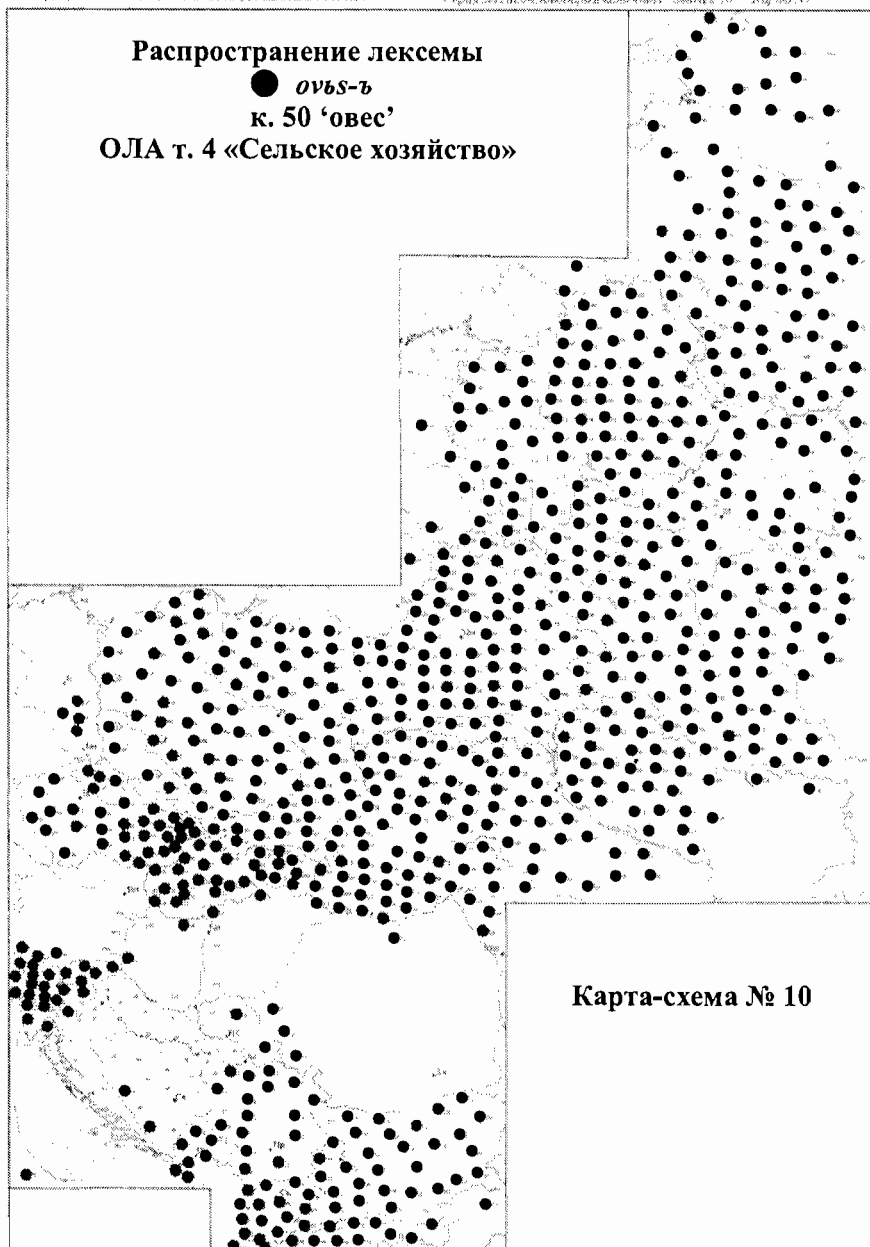 Распространение лексемы
● ovьs-ъ
к. 50 ‘овес’
ОЛА т. 4 «Сельское хозяйство»
Карта-схема № 10